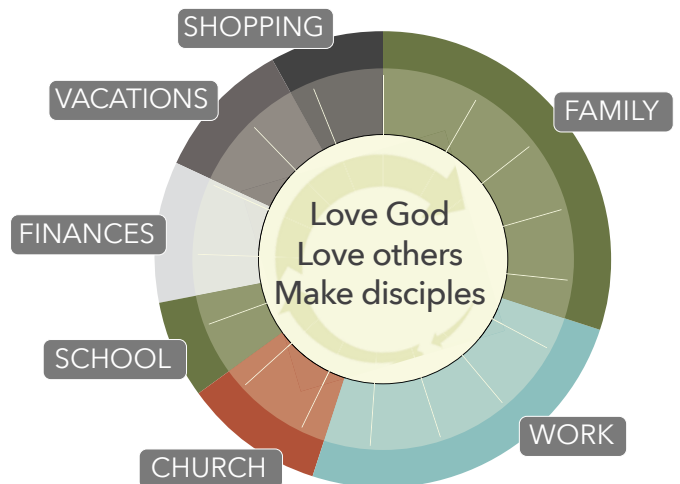 SHOPPING
VACATIONS
FAMILY
FINANCES
Love God
Love others
Make disciples
SCHOOL
WORK
CHURCH